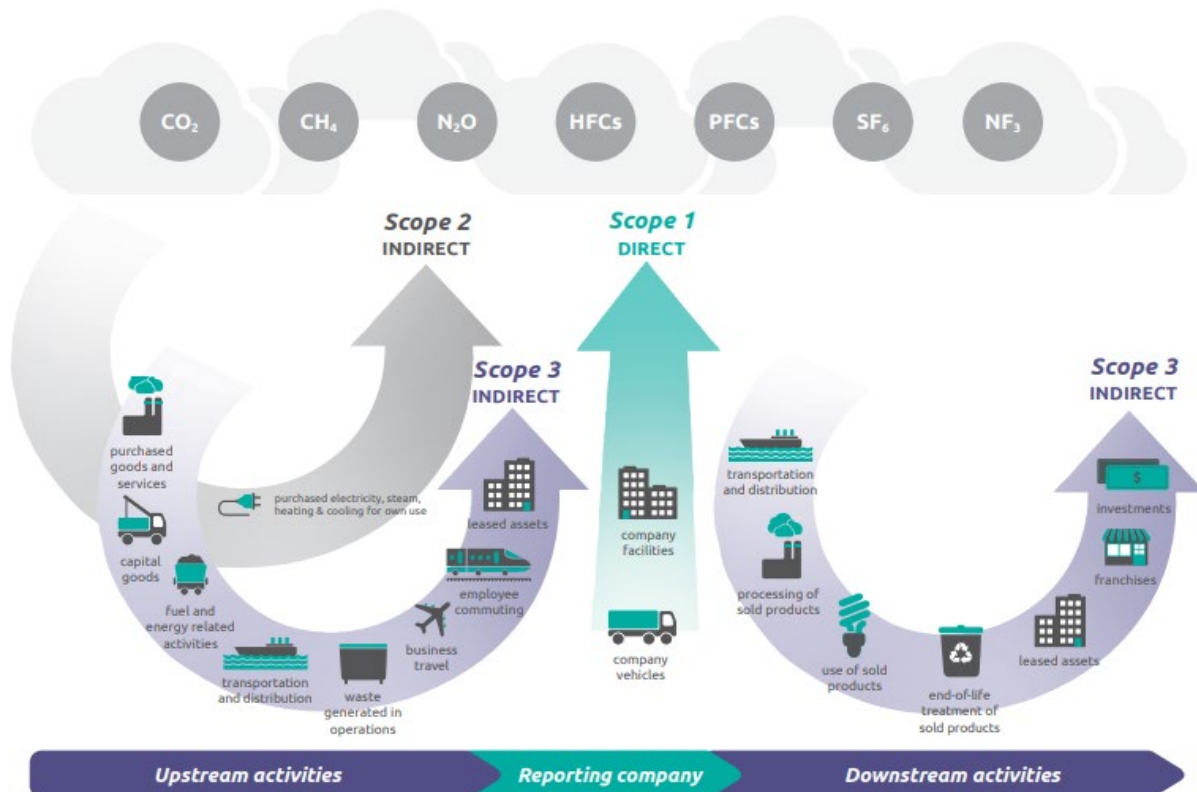 CO₂
CH₄
N₂O
HFCs
PFCs
SF₆
NF₃
Scope 2
INDIRECT
Scope 1
DIRECT
Scope 3
INDIRECT
Scope 3
INDIRECT
purchased
goods and
services
capital
goods
fuel and
energy related
activities
transportation
and distribution
waste
generated in
operations
business
travel
employee
commuting
leased assets
purchased electricity, steam,
heating & cooling for own use
company
facilities
company
vehicles
transportation
and distribution
processing of
sold products
use of sold
products
end-of-life
treatment of
sold products
leased assets
franchises
$
investments
Upstream activities
Reporting company
Downstream activities